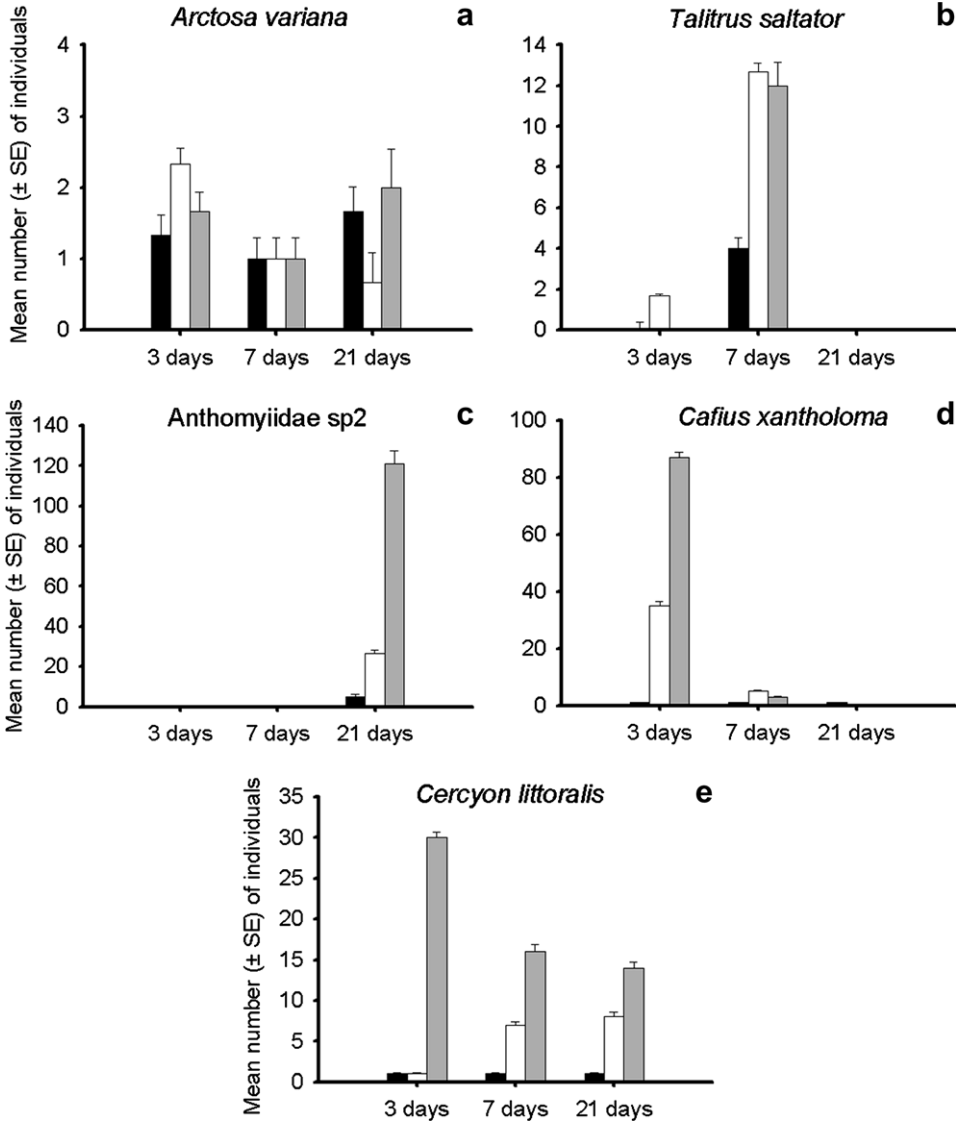 Arctosa variana
a
Mean number (± SE) of individuals
4
3
2
1
0
3 days 7 days 21 days
Talitrus saltator
b
14
12
10
8
6
4
2
0
3 days 7 days 21 days
Anthomyiidae sp2
c
Mean number (± SE) of individuals
140
120
100
80
60
40
20
0
3 days 7 days 21 days
Cafius xantholoma
d
100
80
60
40
20
0
3 days 7 days 21 days
Cercyon littoralis
e
Mean number (± SE) of individuals
35
30
25
20
15
10
5
0
3 days 7 days 21 days